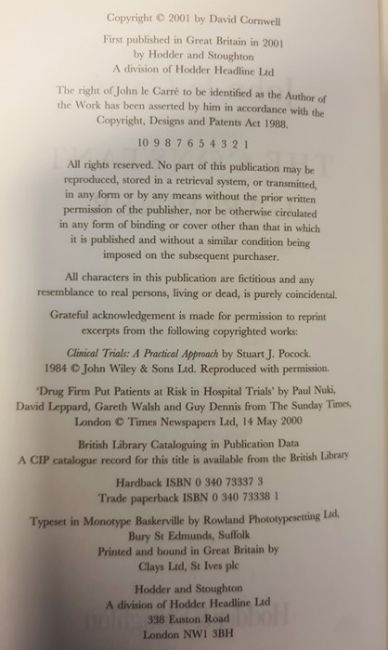 Copyright © 2001 by David Cornwell
First published in Great Britain in 2001
by Hodder and Stoughton
A division of Hodder Headline Ltd
The right of John le Carré to be identified as the Author of
the Work has been asserted by him in accordance with the
Copyright, Designs and Patents Act 1988.
10 9 8 7 6 5 4 3 2 1
All rights reserved. No part of this publication may be
reproduced, stored in a retrieval system, or transmitted,
in any form or by any means without the prior written
permission of the publisher, nor be otherwise circulated
in any form of binding or cover other than that in which
it is published and without a similar condition being
imposed on the subsequent purchaser.
All characters in this publication are fictitious and any
resemblance to real persons, living or dead, is purely coincidental.
Grateful acknowledgement is made for permission to reprint
excerpts from the following copyrighted works:
Clinical Trials: A Practical Approach by Stuart J. Pocock.
1984 © John Wiley & Sons Ltd. Reproduced with permission.
'Drug Firm Put Patients at Risk in Hospital Trials' by Paul Nuki,
David Leppard, Gareth Walsh and Guy Dennis from The Sunday Times,
London © Times Newspapers Ltd, 14 May 2000
British Library Cataloguing in Publication Data
A CIP catalogue record for this title is available from the British Library
Hardback ISBN 0 340 73337 3
Trade paperback ISBN 0 340 73338 1
Typeset in Monotype Baskerville by Rowland Phototypesetting Ltd,
Bury St Edmunds, Suffolk
Printed and bound in Great Britain by
Clays Ltd, St Ives plc
Hodder and Stoughton
A division of Hodder Headline Ltd
338 Euston Road
London NW1 3BH